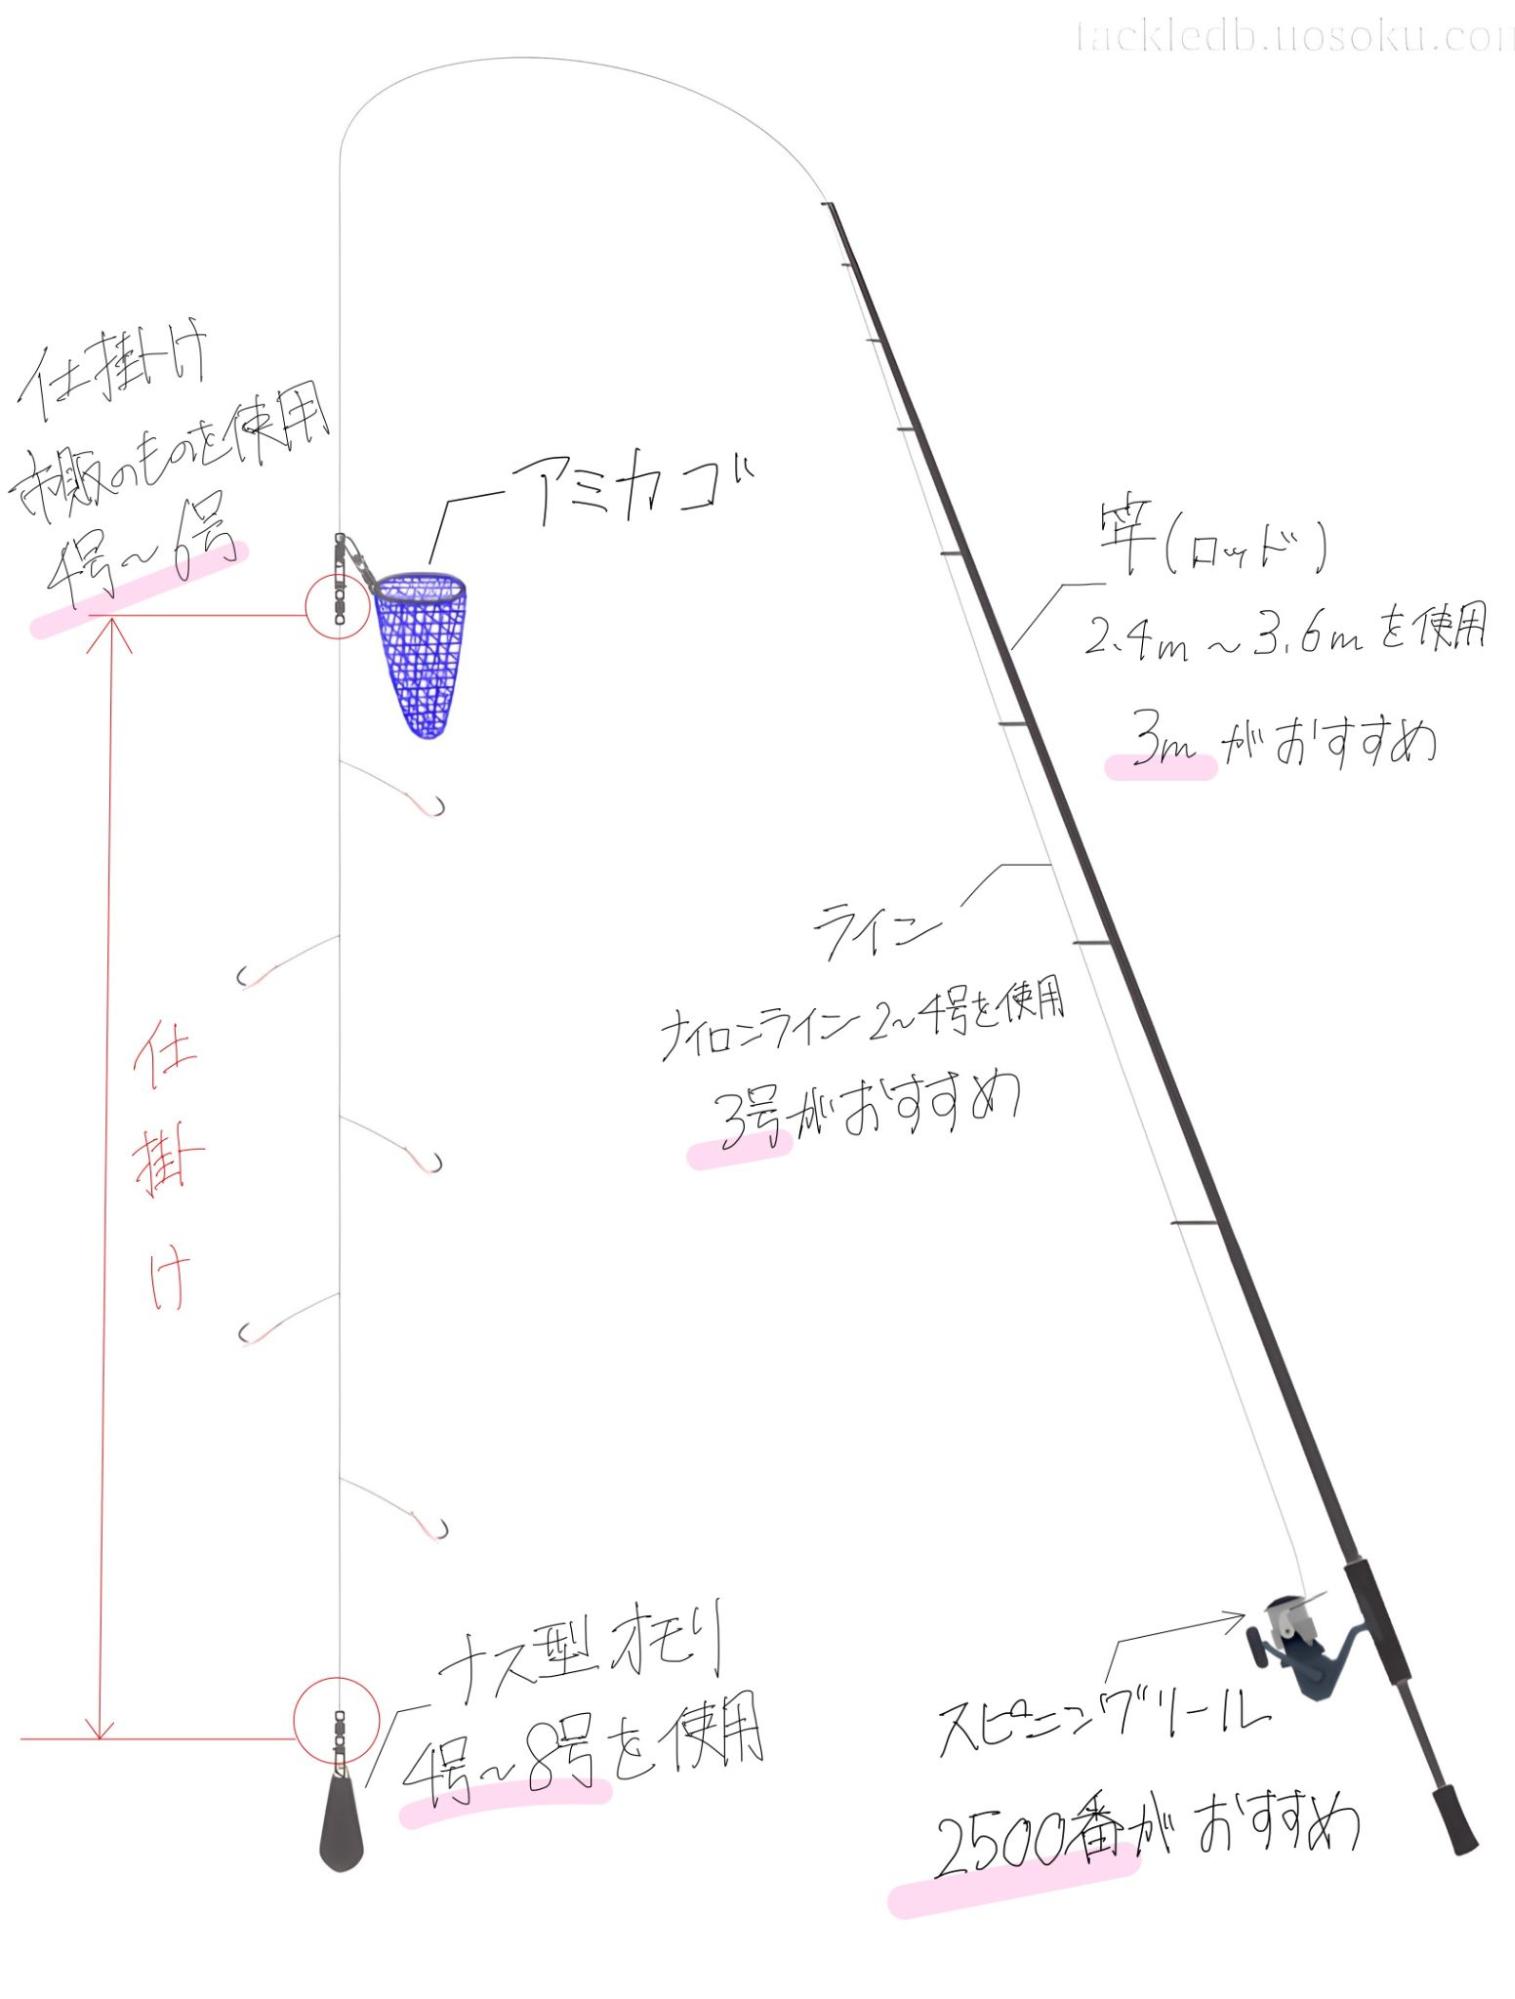 tackledb.uosoku.com
仕掛け
市販のものを使用
4号～6号
アミカゴ
竿(ロッド)
2.4m～3.6mを使用
3mがおすすめ
ライン
ナイロンライン2～4号を使用
3号がおすすめ
仕掛け
ナス型オモリ
4号～8号を使用
スピニングリール
2500番がおすすめ